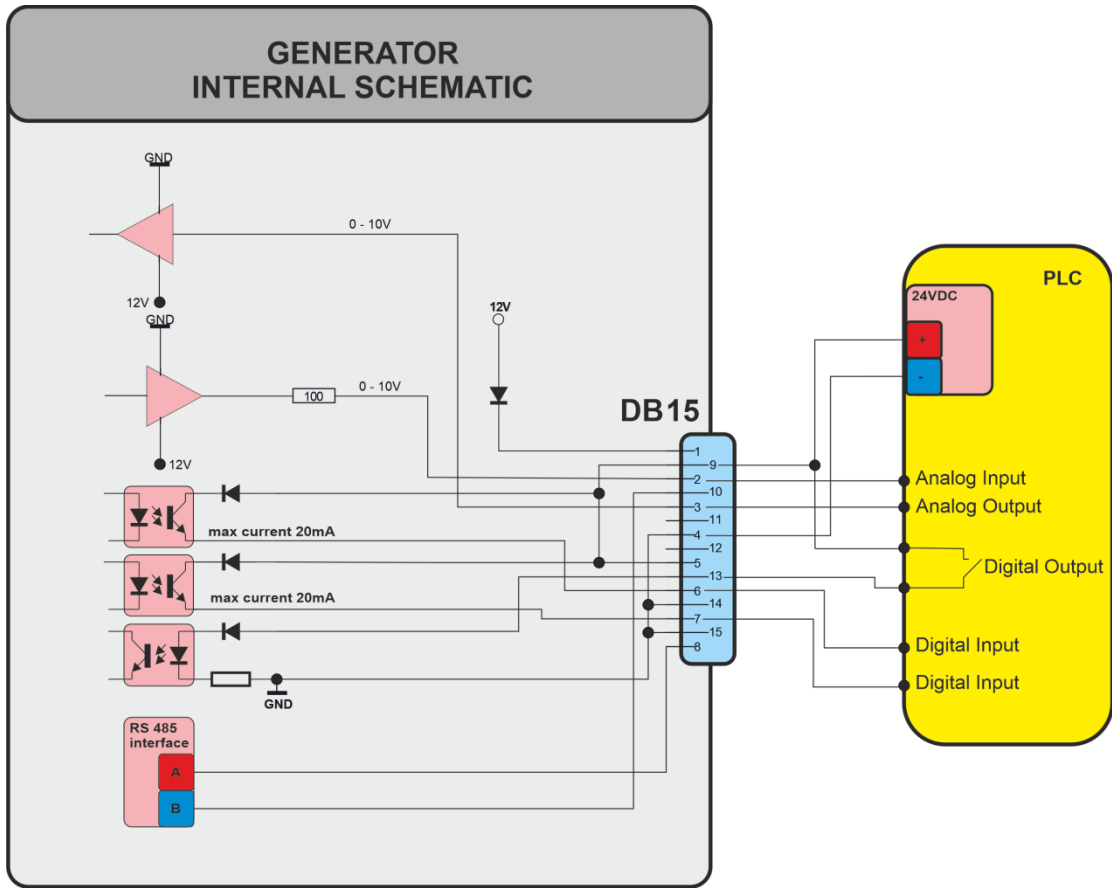 GENERATOR
INTERNAL SCHEMATIC
GND
0 - 10V
12V
GND
12V
0 - 10V
100
12V
DB15
max current 20mA
max current 20mA
GND
RS 485
interface
A
B
1
9
2
10
3
11
4
12
5
13
6
14
7
15
8
PLC
24VDC
+
-
Analog Input
Analog Output
Digital Output
Digital Input
Digital Input